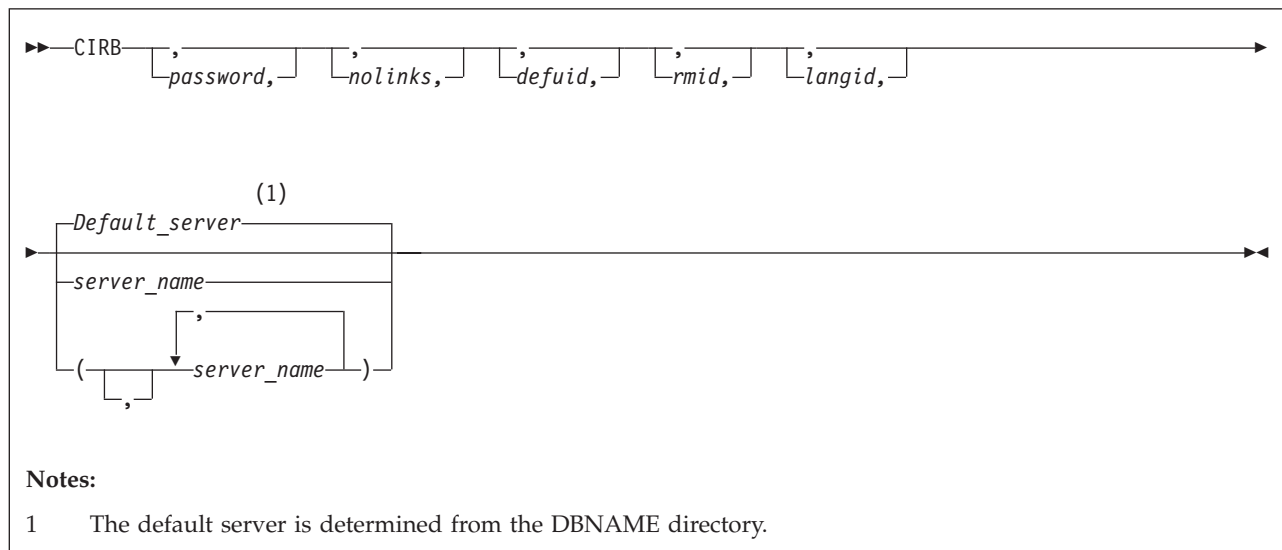 CIRB , , , , ,
password, nolinks, defuid, rmid, langid,
(1)
Default_server
server_name
,
( server_name )
,
Notes:
1 The default server is determined from the DBNAME directory.